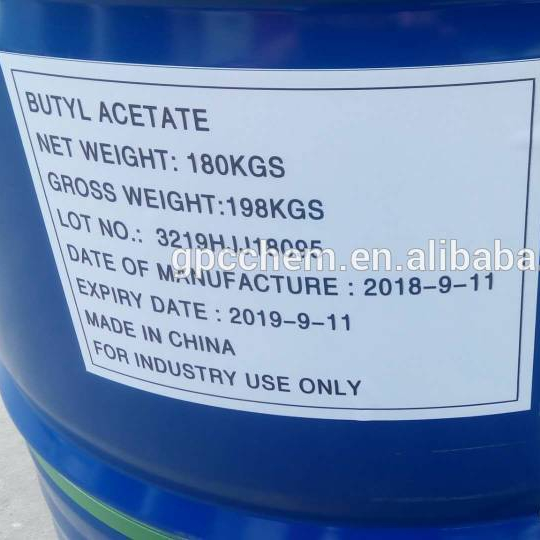 BUTYL ACETATE
NET WEIGHT: 180KGS
GROSS WEIGHT:198KGS
LOT NO.: 3219HJJ18095
gpcchem.en.alibaba
DATE OF MANUFACTURE : 2018-9-11
EXPIRY DATE : 2019-9-11
MADE IN CHINA
FOR INDUSTRY USE ONLY